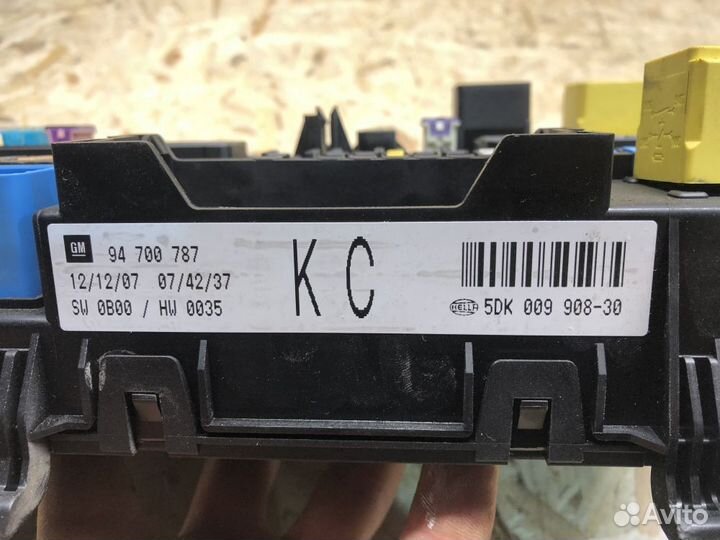 GM 94 700 787
12/12/07 07/42/37
SW 0B00 / HW 0035
KC
HELLA 5DK 009 908-30
Avito